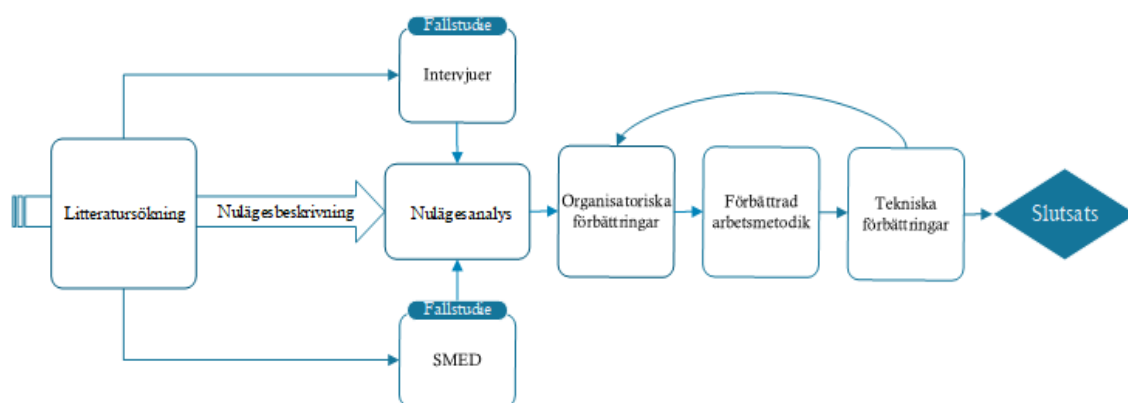 Fallstudie
Intervjuer
Litteratursökning
Nulägesbeskrivning
Nulägesanalys
Organisatoriska
förbättringar
Förbättrad
arbetsmetodik
Tekniska
förbättringar
Slutsats
Fallstudie
SMED